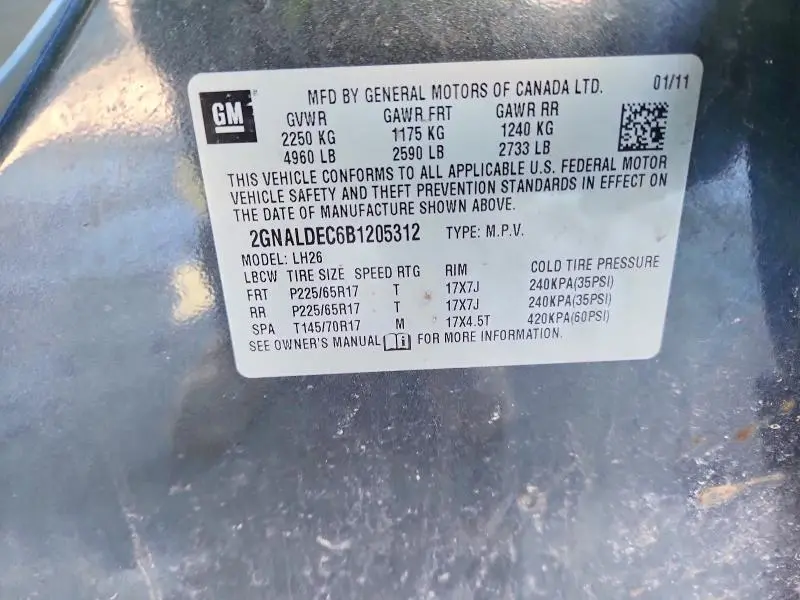 GM
MFD BY GENERAL MOTORS OF CANADA LTD. 01/11
GVWR GAWR FRT GAWR RR
2250 KG 1175 KG 1240 KG
4960 LB 2590 LB 2733 LB
THIS VEHICLE CONFORMS TO ALL APPLICABLE U.S. FEDERAL MOTOR
VEHICLE SAFETY AND THEFT PREVENTION STANDARDS IN EFFECT ON
THE DATE OF MANUFACTURE SHOWN ABOVE.
2GNALDEC6B1205312 TYPE: M.P.V.
MODEL: LH26
LBCW TIRE SIZE SPEED RTG RIM COLD TIRE PRESSURE
FRT P225/65R17 T 17X7J 240KPA(35PSI)
RR P225/65R17 T 17X7J 240KPA(35PSI)
SPA T145/70R17 M 17X4.5T 420KPA(60PSI)
SEE OWNER'S MANUAL FOR MORE INFORMATION.